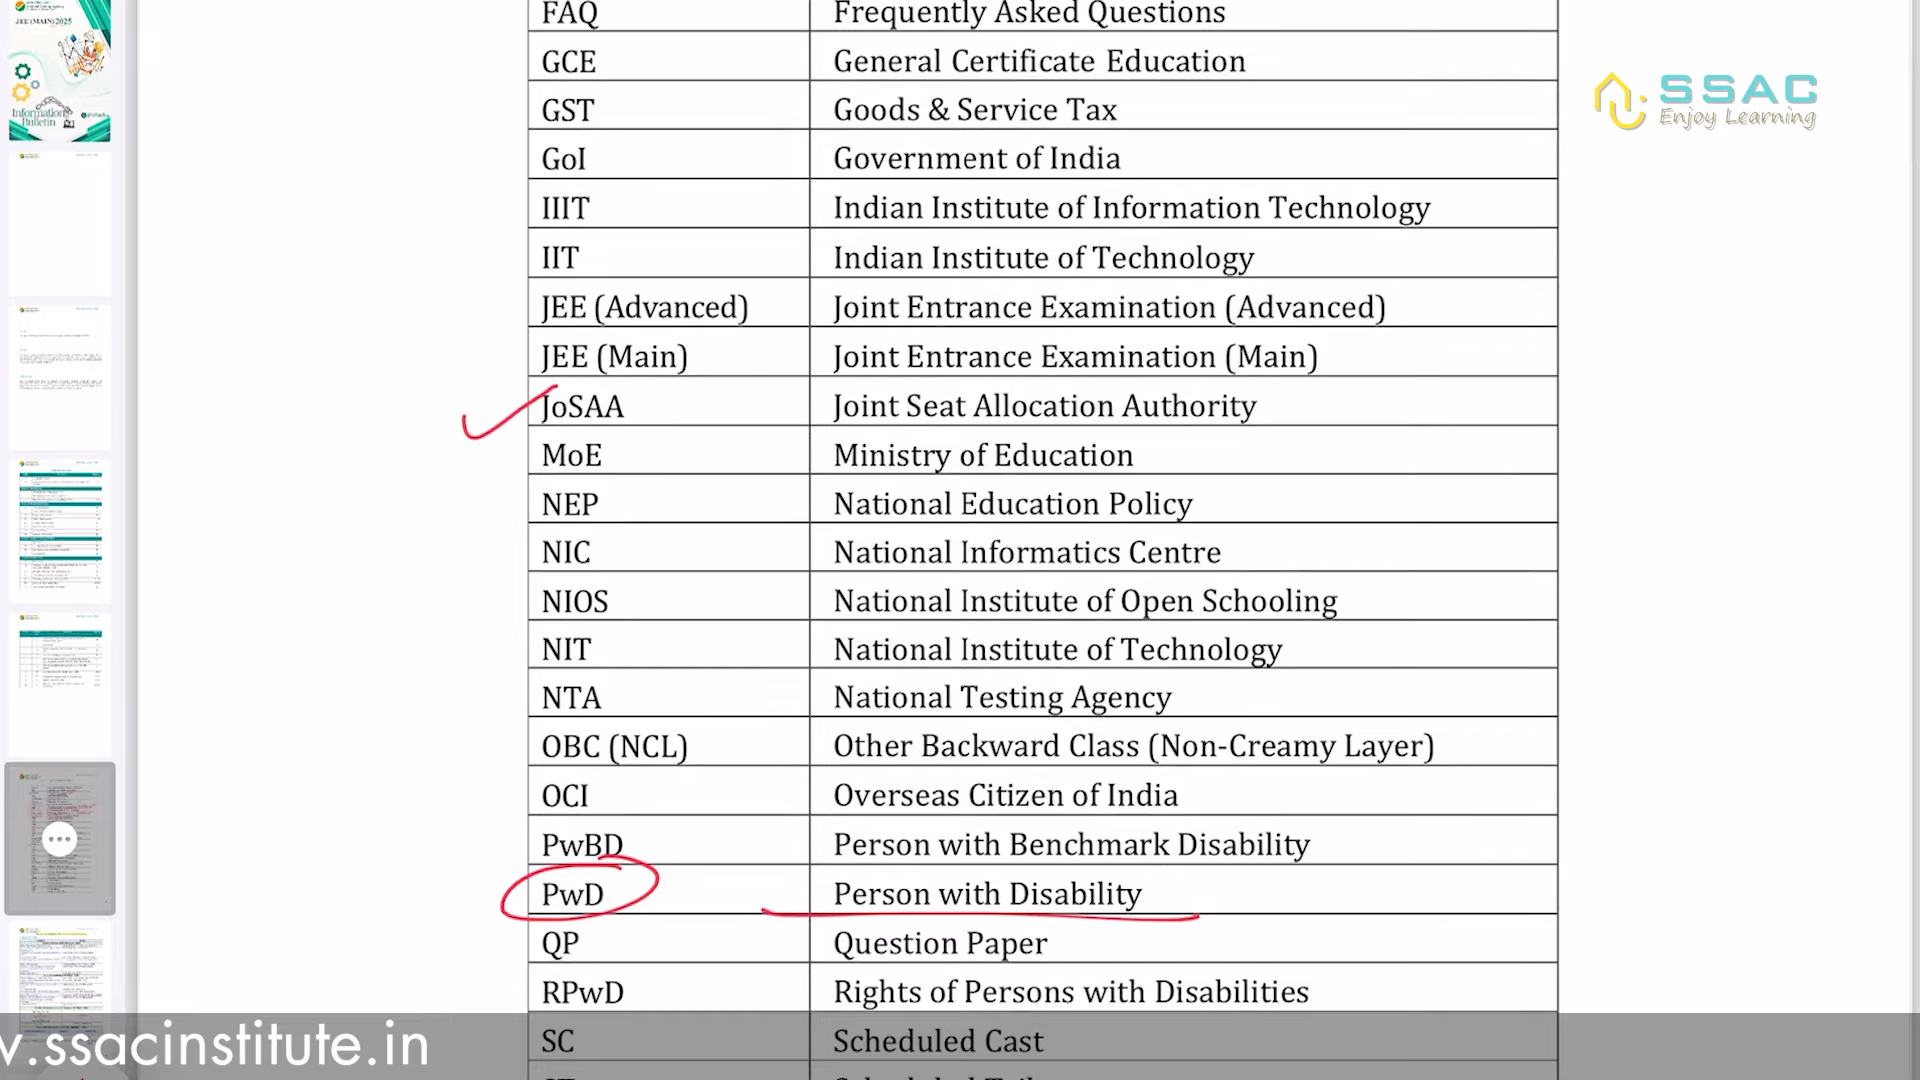 JEE (MAIN) 2025
Information
Bulletin
FAQ Frequently Asked Questions
GCE General Certificate Education
GST Goods & Service Tax
GoI Government of India
IIIT Indian Institute of Information Technology
IIT Indian Institute of Technology
JEE (Advanced) Joint Entrance Examination (Advanced)
JEE (Main) Joint Entrance Examination (Main)
JoSAA Joint Seat Allocation Authority
MoE Ministry of Education
NEP National Education Policy
NIC National Informatics Centre
NIOS National Institute of Open Schooling
NIT National Institute of Technology
NTA National Testing Agency
OBC (NCL) Other Backward Class (Non-Creamy Layer)
OCI Overseas Citizen of India
PwBD Person with Benchmark Disability
PwD Person with Disability
QP Question Paper
RPwD Rights of Persons with Disabilities
SC Scheduled Cast
SSAC
Enjoy Learning
.ssacinstitute.in